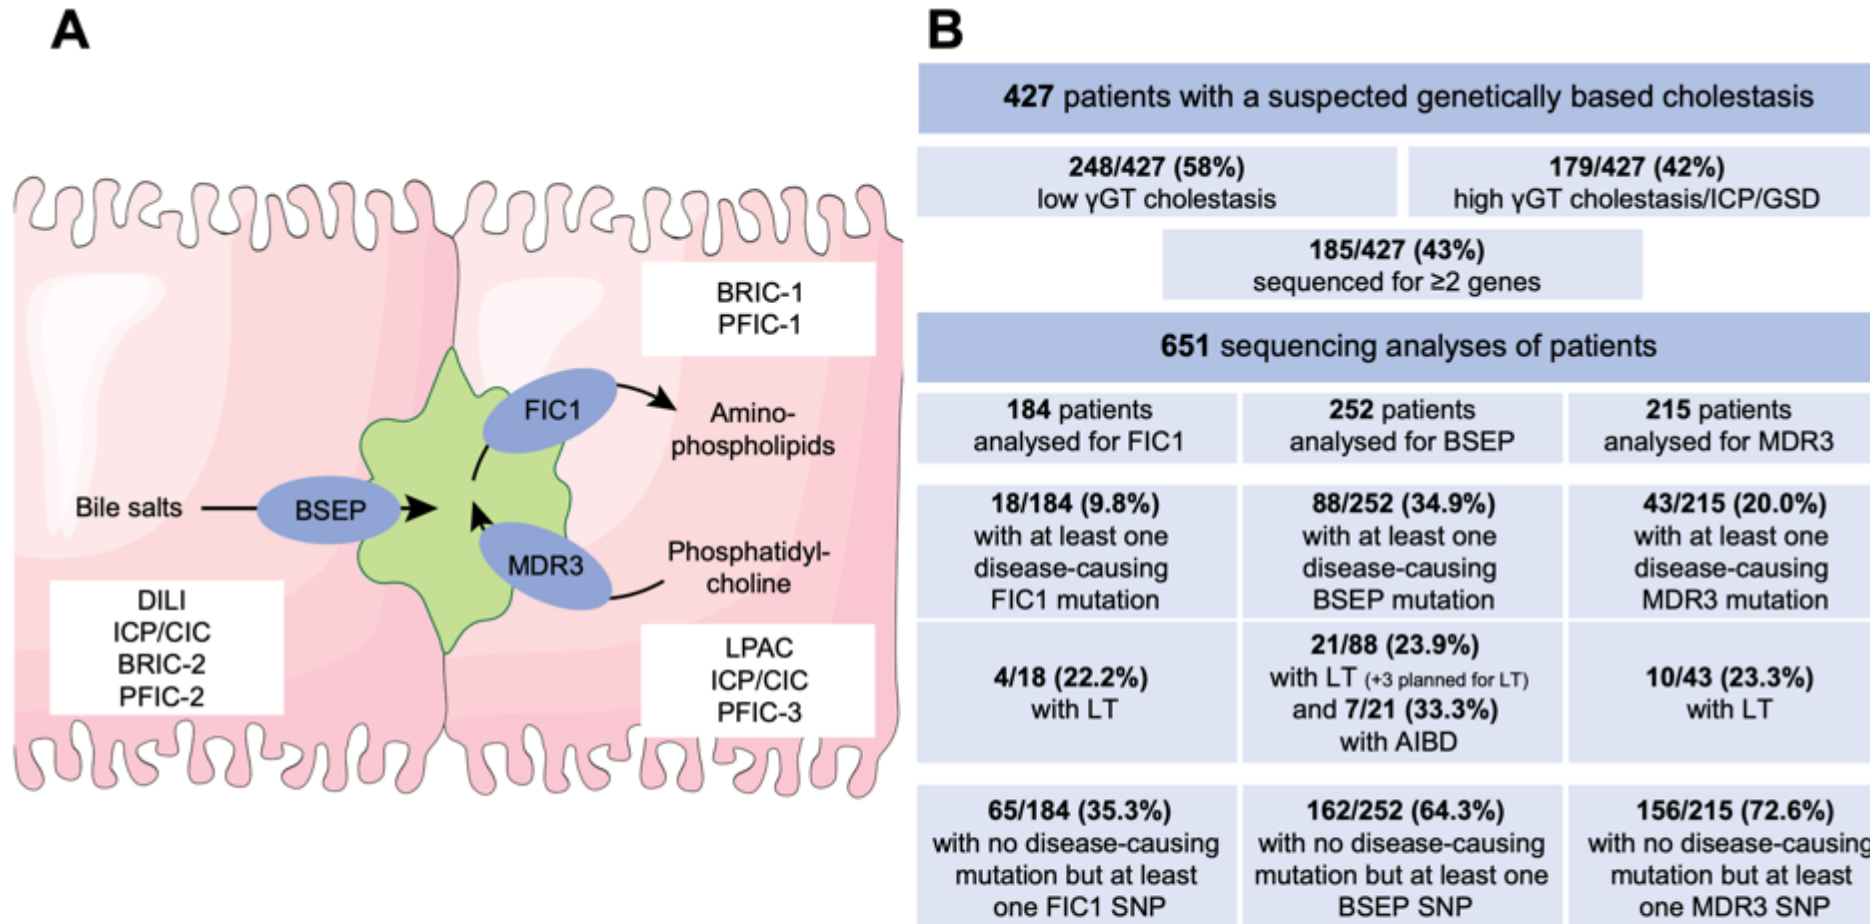 A
BRIC-1
PFIC-1
FIC1
Amino-
phospholipids
Bile salts
BSEP
MDR3
Phosphatidyl-
choline
DILI
ICP/CIC
BRIC-2
PFIC-2
LPAC
ICP/CIC
PFIC-3
B
427 patients with a suspected genetically based cholestasis
248/427 (58%)
low γGT cholestasis
179/427 (42%)
high γGT cholestasis/ICP/GSD
185/427 (43%)
sequenced for ≥2 genes
651 sequencing analyses of patients
184 patients
analysed for FIC1
252 patients
analysed for BSEP
215 patients
analysed for MDR3
18/184 (9.8%)
with at least one
disease-causing
FIC1 mutation
88/252 (34.9%)
with at least one
disease-causing
BSEP mutation
43/215 (20.0%)
with at least one
disease-causing
MDR3 mutation
4/18 (22.2%)
with LT
21/88 (23.9%)
with LT (+3 planned for LT)
and 7/21 (33.3%)
with AIBD
10/43 (23.3%)
with LT
65/184 (35.3%)
with no disease-causing
mutation but at least
one FIC1 SNP
162/252 (64.3%)
with no disease-causing
mutation but at least one
BSEP SNP
156/215 (72.6%)
with no disease-causing
mutation but at least
one MDR3 SNP